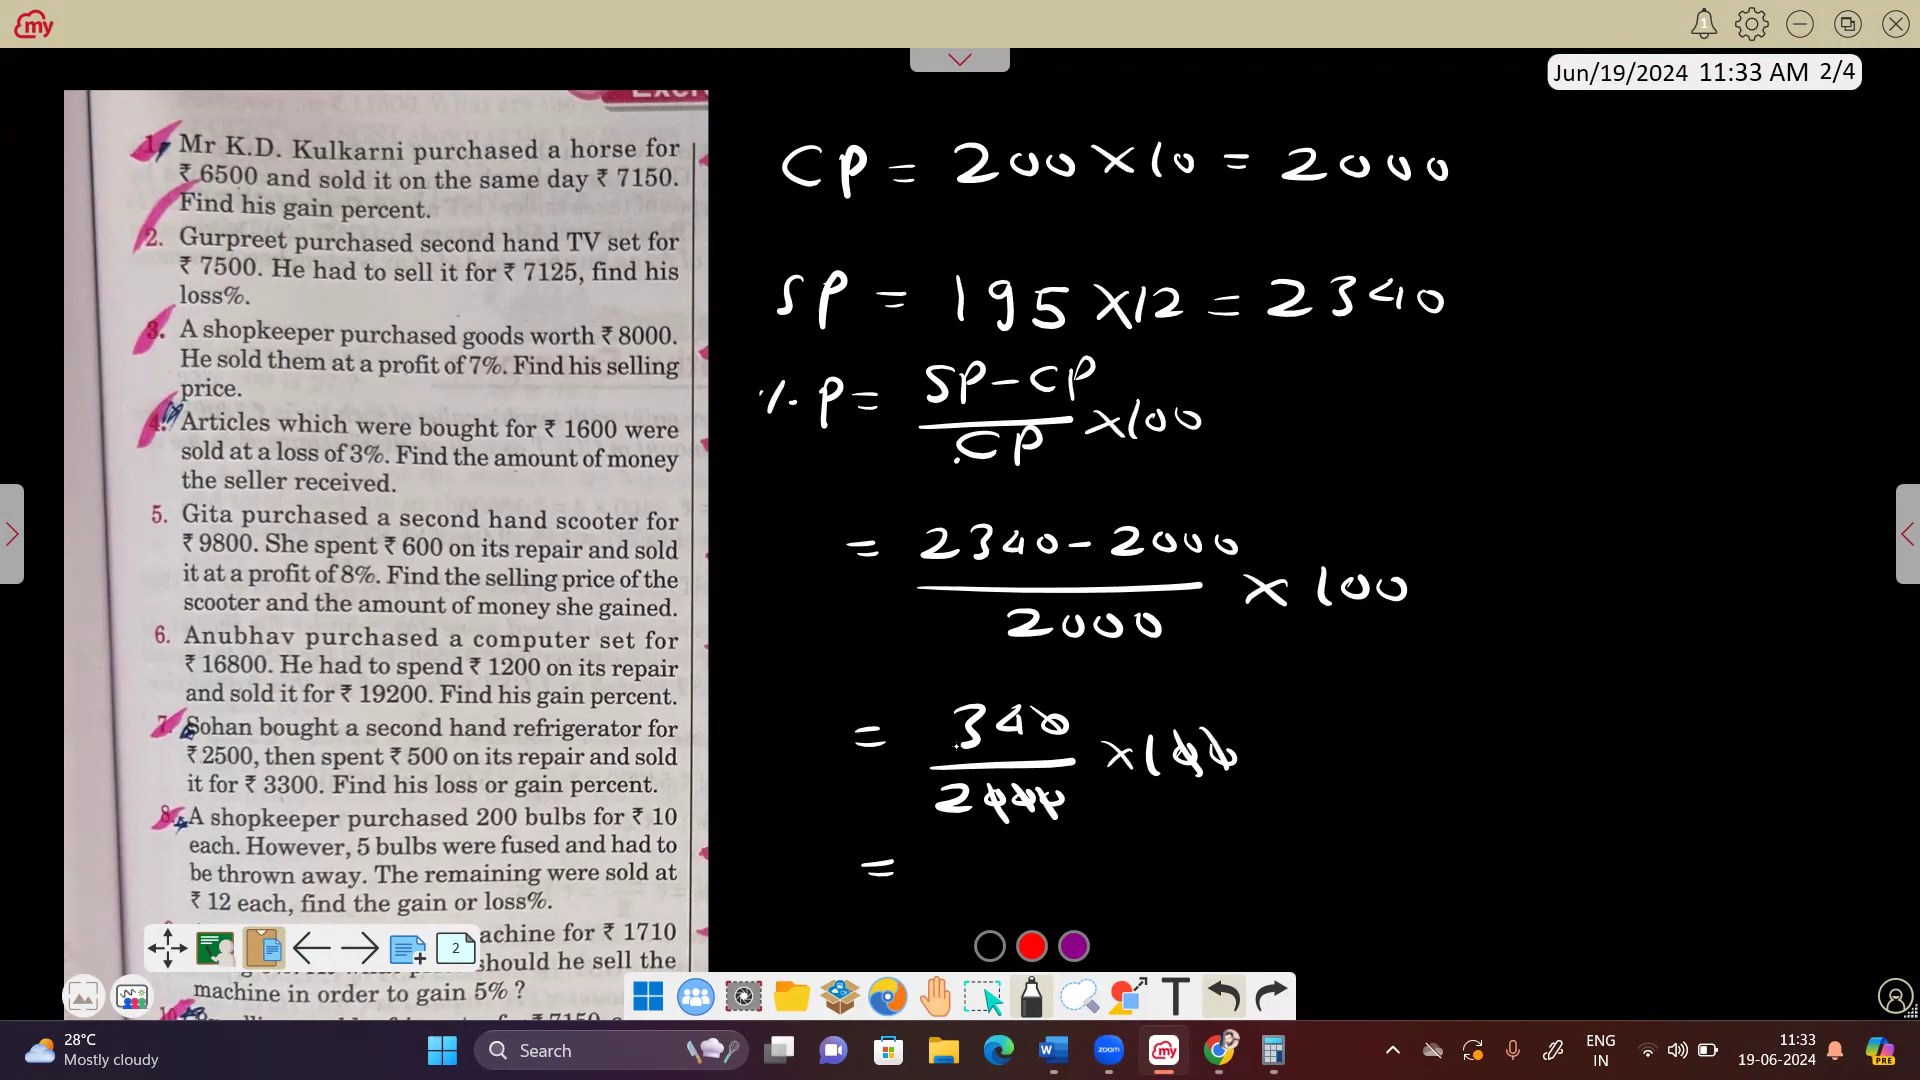 my
1
Jun/19/2024 11:33 AM 2/4
1. Mr K.D. Kulkarni purchased a horse for
₹ 6500 and sold it on the same day ₹ 7150.
Find his gain percent.
2. Gurpreet purchased second hand TV set for
₹ 7500. He had to sell it for ₹ 7125, find his
loss%.
3. A shopkeeper purchased goods worth ₹ 8000.
He sold them at a profit of 7%. Find his selling
price.
4. Articles which were bought for ₹ 1600 were
sold at a loss of 3%. Find the amount of money
the seller received.
5. Gita purchased a second hand scooter for
₹ 9800. She spent ₹ 600 on its repair and sold
it at a profit of 8%. Find the selling price of the
scooter and the amount of money she gained.
6. Anubhav purchased a computer set for
₹ 16800. He had to spend ₹ 1200 on its repair
and sold it for ₹ 19200. Find his gain percent.
7. Sohan bought a second hand refrigerator for
₹ 2500, then spent ₹ 500 on its repair and sold
it for ₹ 3300. Find his loss or gain percent.
8. A shopkeeper purchased 200 bulbs for ₹ 10
each. However, 5 bulbs were fused and had to
be thrown away. The remaining were sold at
₹ 12 each, find the gain or loss%.
achine for ₹ 1710
should he sell the
machine in order to gain 5% ?
10.
CP = 200 × 10 = 2000
SP = 195 × 12 = 2340
% P = SP - CP
× 100
CP
= 2340 - 2000
× 100
2000
= 340
× 100
2000
=
2
T
28°C
Mostly cloudy
Search
zoom
my
ENG
IN
11:33
19-06-2024
PRE